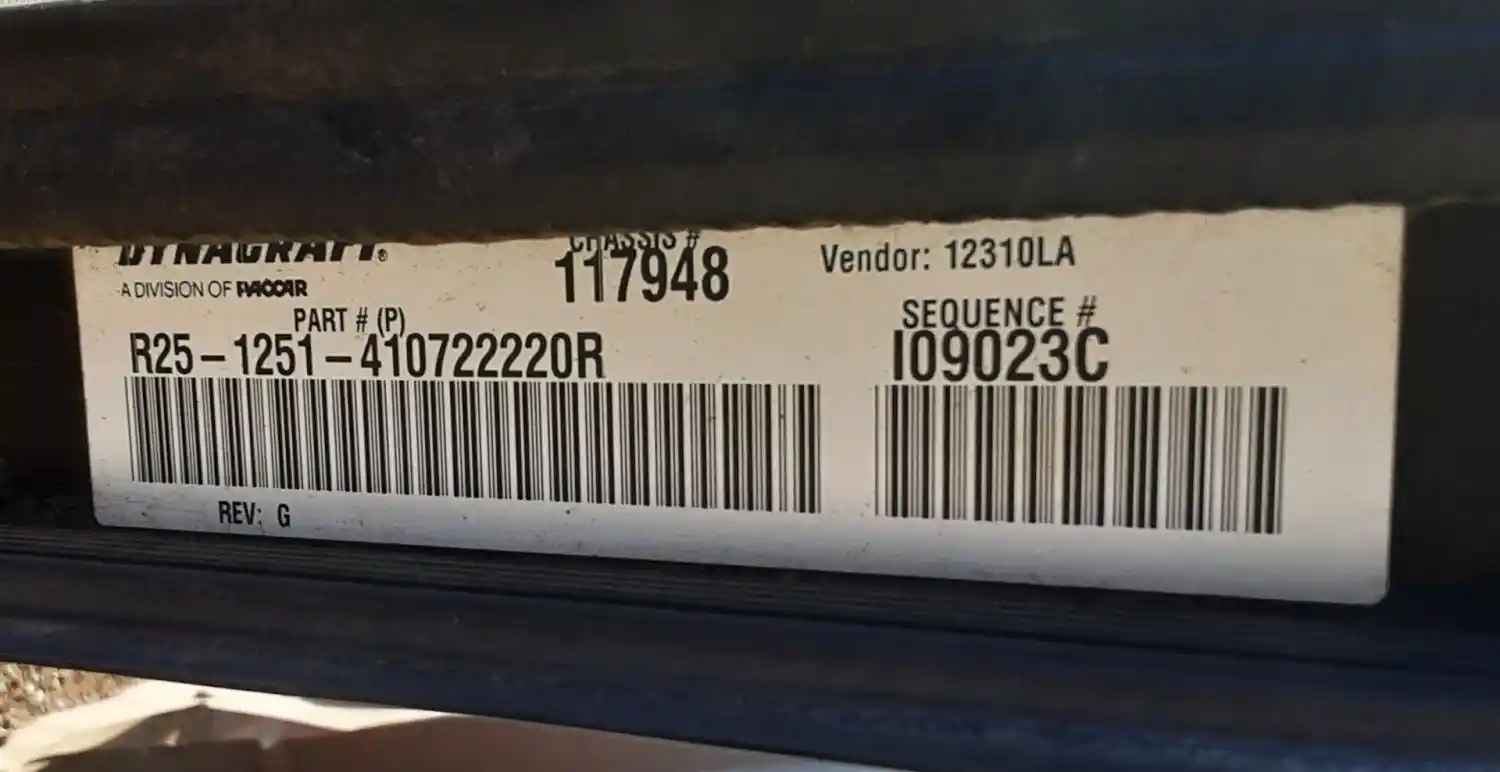 DYNACRAFT®
A DIVISION OF PACCAR
CHASSIS #
117948
Vendor: 12310LA
PART # (P)
R25-1251-410722220R
SEQUENCE #
I09023C
REV: G